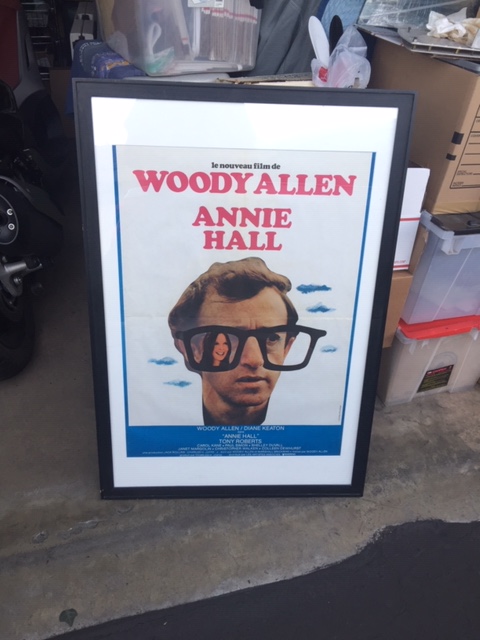 le nouveau film de
WOODY ALLEN
ANNIE
HALL
WOODY ALLEN / DIANE KEATON
"ANNIE HALL"
TONY ROBERTS